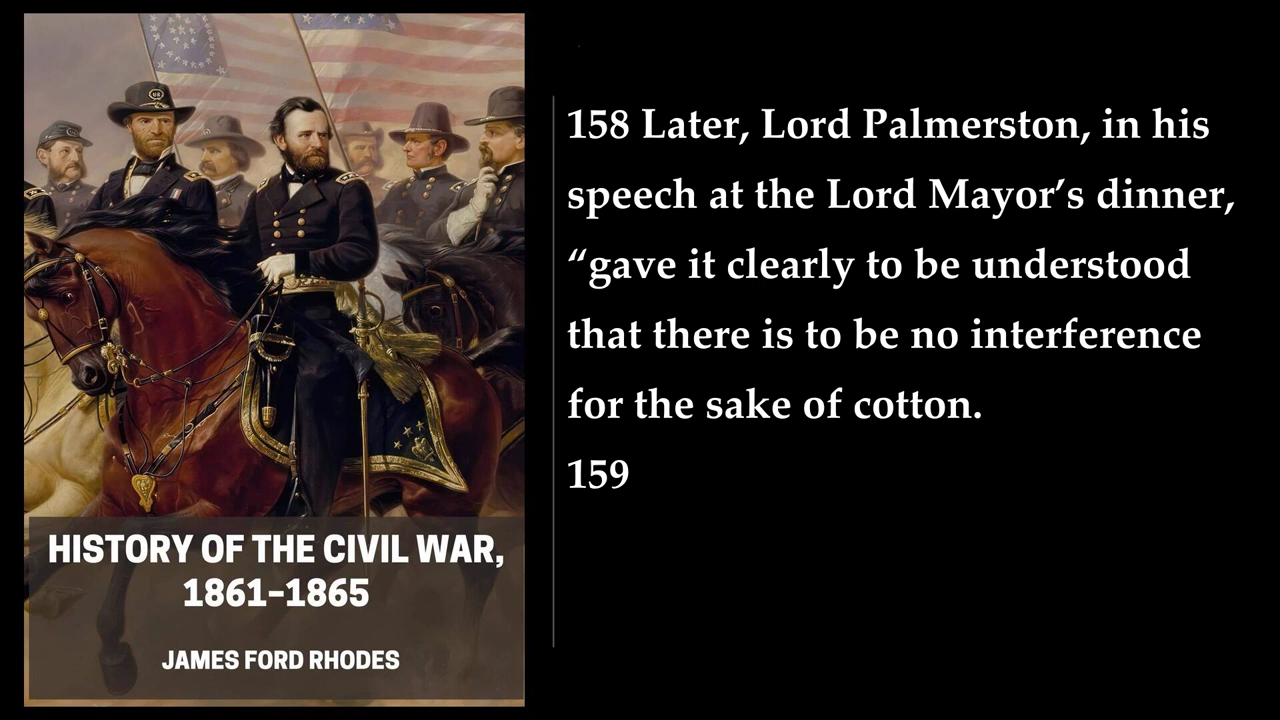 HISTORY OF THE CIVIL WAR,
1861–1865
JAMES FORD RHODES
158 Later, Lord Palmerston, in his
speech at the Lord Mayor’s dinner,
“gave it clearly to be understood
that there is to be no interference
for the sake of cotton.
159